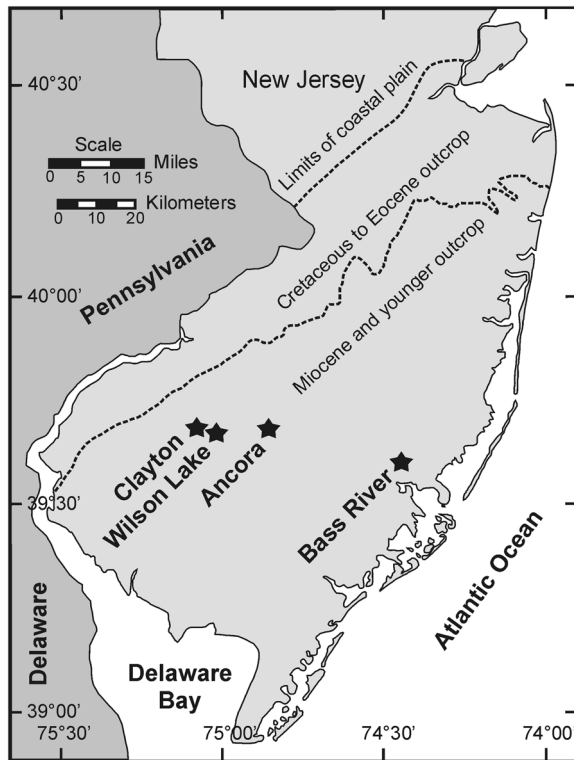 New Jersey
40°30'
Limits of coastal plain
Scale
0 5 10 15 Miles
0 10 20 Kilometers
Cretaceous to Eocene outcrop
Pennsylvania
40°00'
Miocene and younger outcrop
Clayton
Wilson Lake
Ancora
Bass River
39°30'
Atlantic Ocean
Delaware
Delaware
Bay
39°00'
75°30' 75°00' 74°30' 74°00'